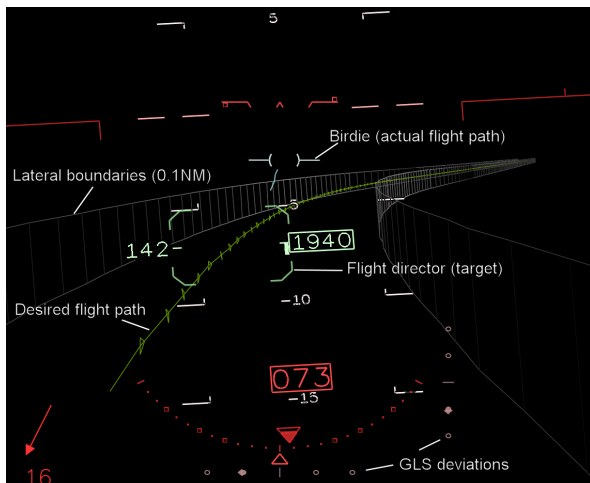 5
Birdie (actual flight path)
Lateral boundaries (0.1NM)
-5
142-
1940
Flight director (target)
Desired flight path
-10
073
-15
GLS deviations
16